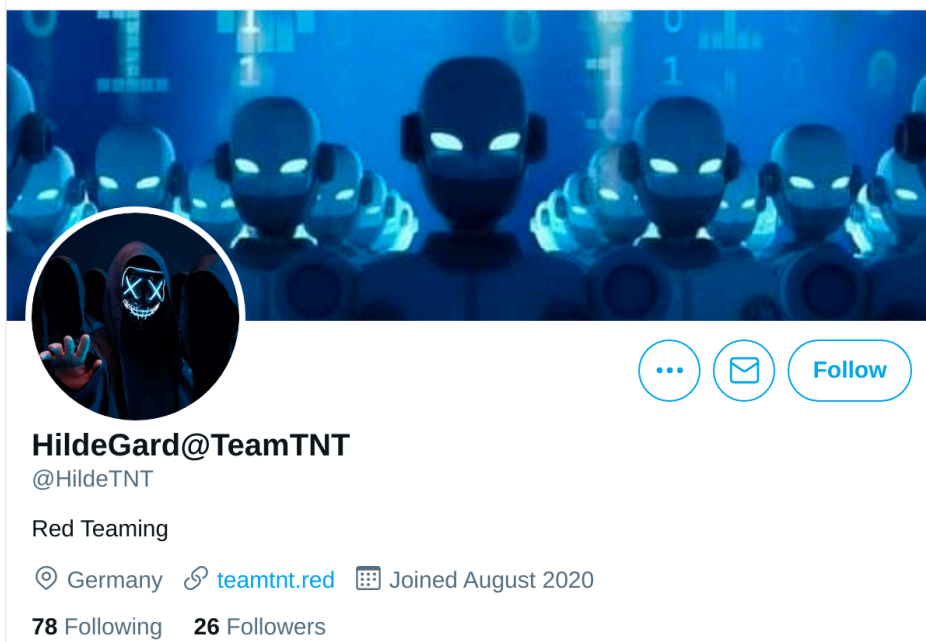 Follow
HildeGard@TeamTNT
@HildeTNT
Red Teaming
Germany teamtnt.red Joined August 2020
78 Following 26 Followers